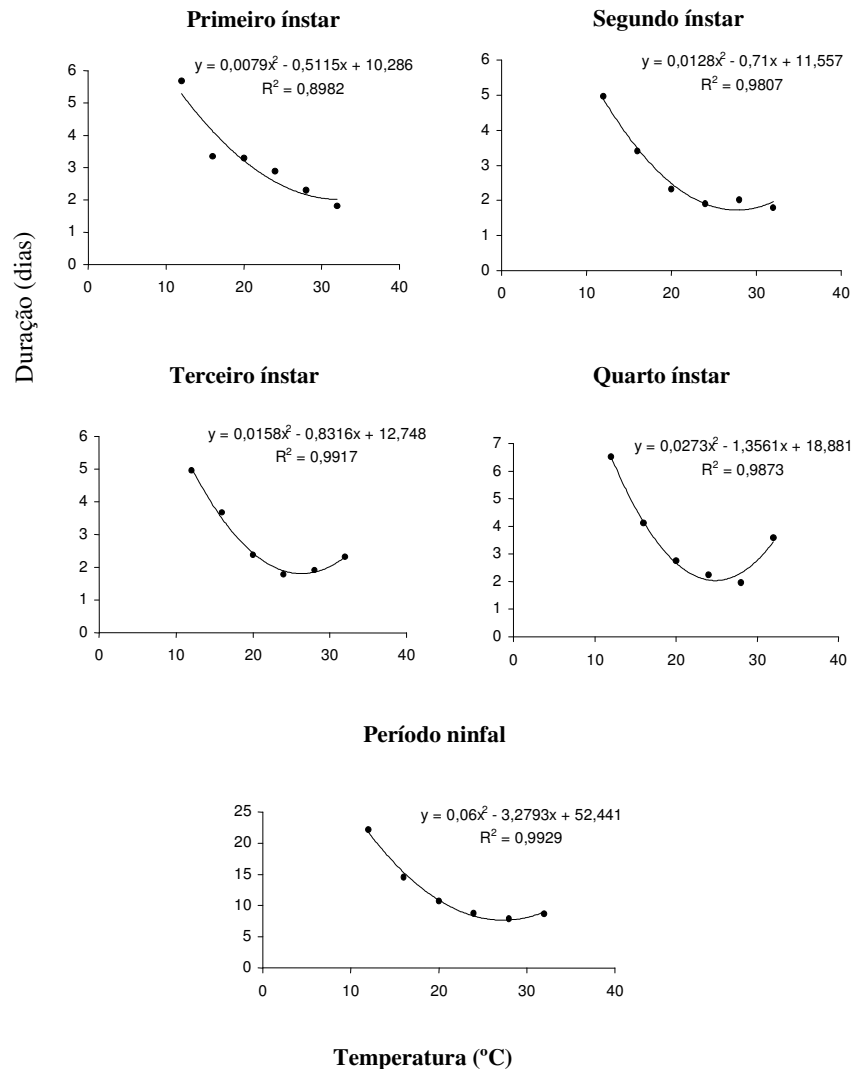 Primeiro ínstar
y = 0,0079x² - 0,5115x + 10,286
R² = 0,8982
6
5
4
3
2
1
0
0 10 20 30 40
Segundo ínstar
y = 0,0128x² - 0,71x + 11,557
R² = 0,9807
6
5
4
3
2
1
0
0 10 20 30 40
Duração (dias)
Terceiro ínstar
y = 0,0158x² - 0,8316x + 12,748
R² = 0,9917
6
5
4
3
2
1
0
0 10 20 30 40
Quarto ínstar
y = 0,0273x² - 1,3561x + 18,881
R² = 0,9873
7
6
5
4
3
2
1
0
0 10 20 30 40
Período ninfal
y = 0,06x² - 3,2793x + 52,441
R² = 0,9929
25
20
15
10
5
0
0 10 20 30 40
Temperatura (ºC)